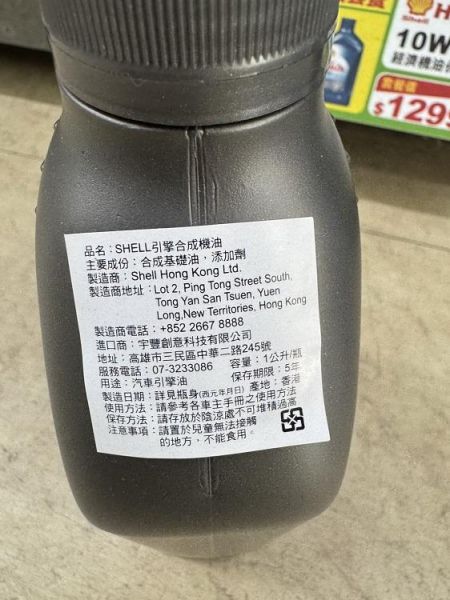 Shell
H
10W
經濟機油
$129
品名：SHELL引擎合成機油
主要成份：合成基礎油，添加劑
製造商：Shell Hong Kong Ltd.
製造商地址：Lot 2, Ping Tong Street South,
Tong Yan San Tsuen, Yuen
Long,New Territories, Hong Kong
製造商電話：+852 2667 8888
進口商：宇豐創意科技有限公司
地址：高雄市三民區中華二路245號
服務電話：07-3233086 容量：1公升/瓶
用途：汽車引擎油 保存期限：5年
製造日期：詳見瓶身(西元年月日) 產地：香港
使用方法：請參考各車主手冊之使用方法
保存方法：請存放於陰涼處不可堆積過高
注意事項：請置於兒童無法接觸
的地方，不能食用。